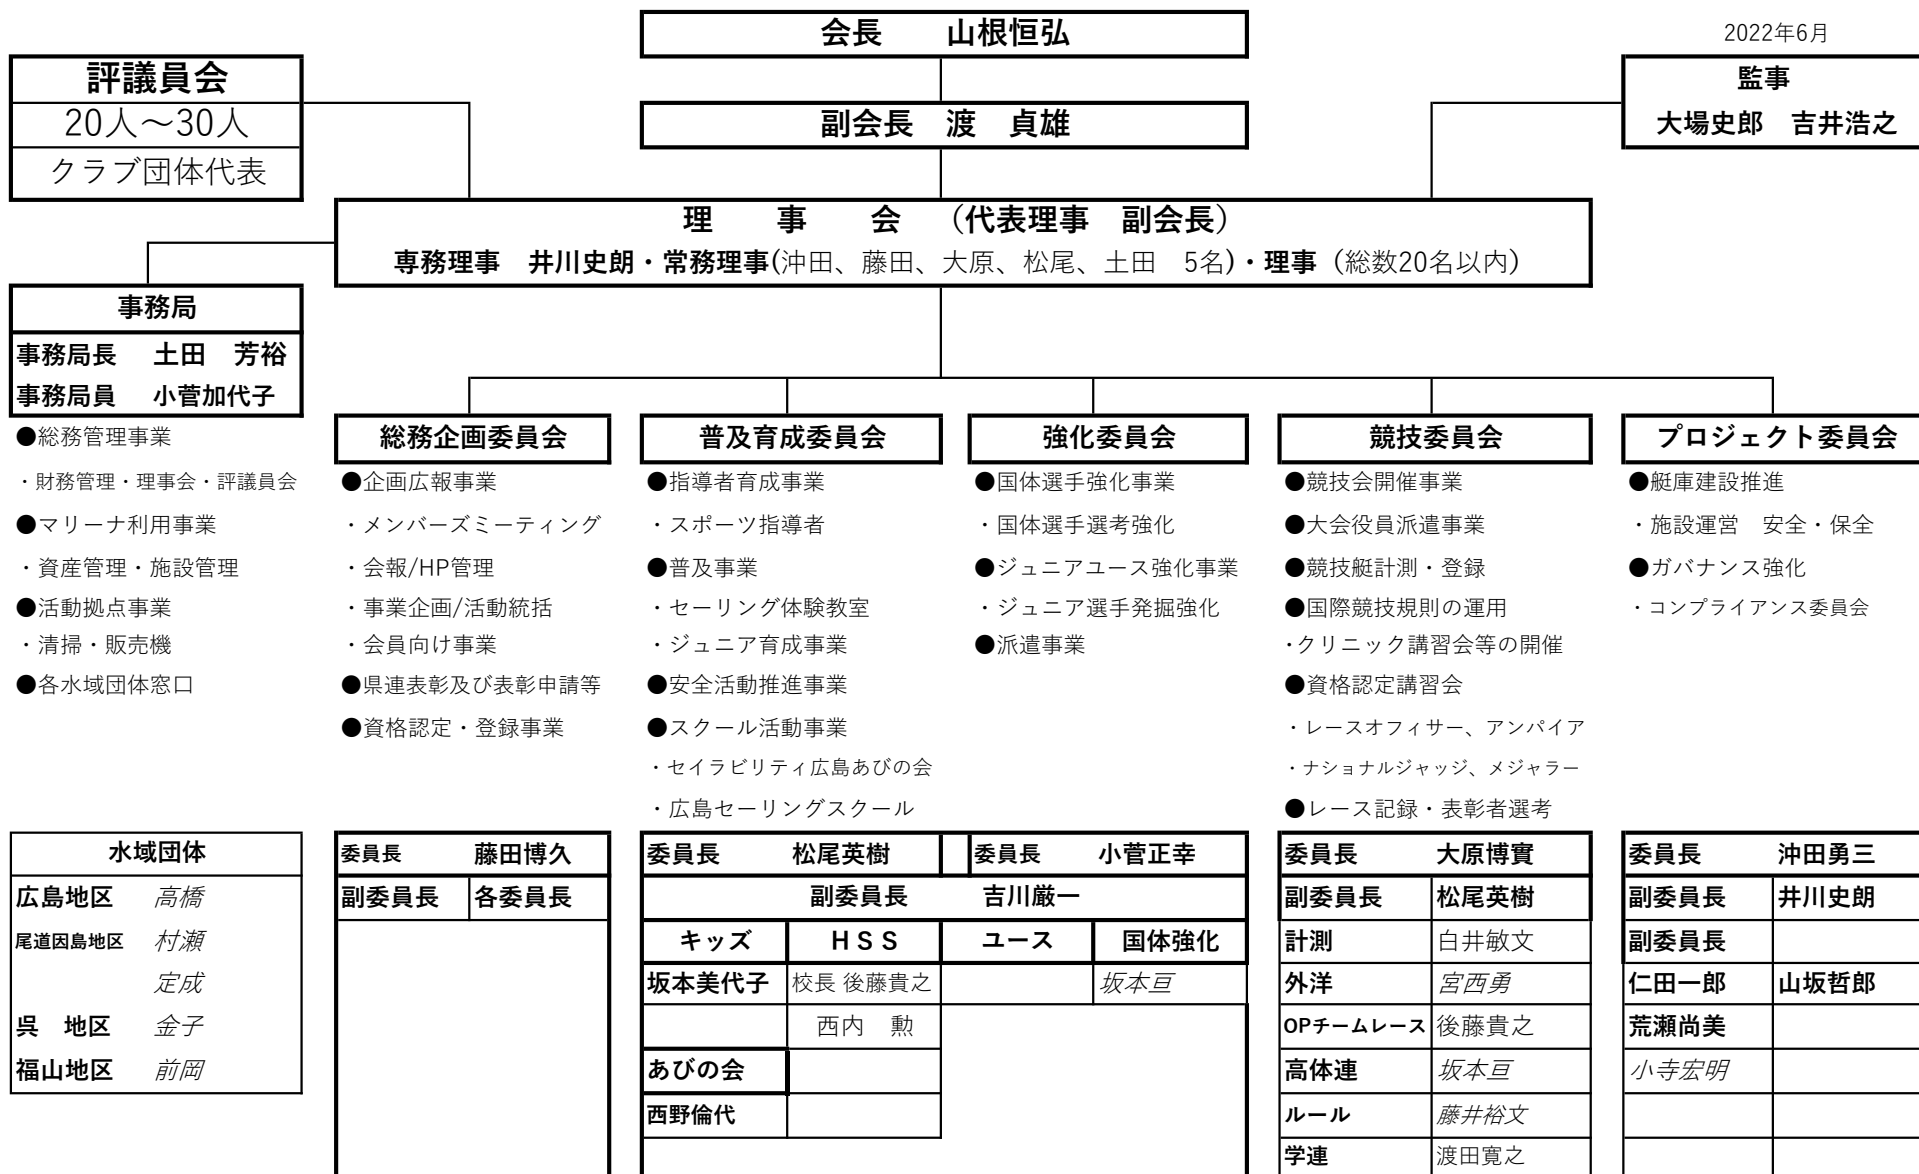 会長　山根恒弘
2022年6月
副会長　渡　貞雄
評議員会
20人～30人
クラブ団体代表
監事
大場史郎　吉井浩之
理　事　会　（代表理事　副会長）
専務理事　井川史朗・常務理事(沖田、藤田、大原、松尾、土田　5名)・理事（総数20名以内）
事務局
事務局長　土田　芳裕
事務局員　小菅加代子
●総務管理事業
・財務管理・理事会・評議員会
●マリーナ利用事業
・資産管理・施設管理
●活動拠点事業
・清掃・販売機
●各水域団体窓口
総務企画委員会
●企画広報事業
・メンバーズミーティング
・会報/HP管理
・事業企画/活動統括
・会員向け事業
●県連表彰及び表彰申請等
●資格認定・登録事業
普及育成委員会
●指導者育成事業
・スポーツ指導者
●普及事業
・セーリング体験教室
・ジュニア育成事業
●安全活動推進事業
●スクール活動事業
・セイラビリティ広島あびの会
・広島セーリングスクール
強化委員会
●国体選手強化事業
・国体選手選考強化
●ジュニアユース強化事業
・ジュニア選手発掘強化
●派遣事業
競技委員会
●競技会開催事業
●大会役員派遣事業
●競技艇計測・登録
●国際競技規則の運用
・クリニック講習会等の開催
●資格認定講習会
・レースオフィサー、アンパイア
・ナショナルジャッジ、メジャラー
●レース記録・表彰者選考
プロジェクト委員会
●艇庫建設推進
・施設運営　安全・保全
●ガバナンス強化
・コンプライアンス委員会
水域団体
広島地区　高橋
尾道因島地区　村瀬
定成
呉　地区　金子
福山地区　前岡
委員長　藤田博久
副委員長　各委員長
委員長　松尾英樹　委員長　小菅正幸
副委員長　吉川厳一
キッズ　ＨＳＳ　ユース　国体強化
坂本美代子　校長 後藤貴之　坂本亘
西内　勲
あびの会
西野倫代
委員長　大原博實
副委員長　松尾英樹
計測　白井敏文
外洋　宮西勇
OPチームレース　後藤貴之
高体連　坂本亘
ルール　藤井裕文
学連　渡田寛之
委員長　沖田勇三
副委員長　井川史朗
副委員長
仁田一郎　山坂哲郎
荒瀬尚美
小寺宏明